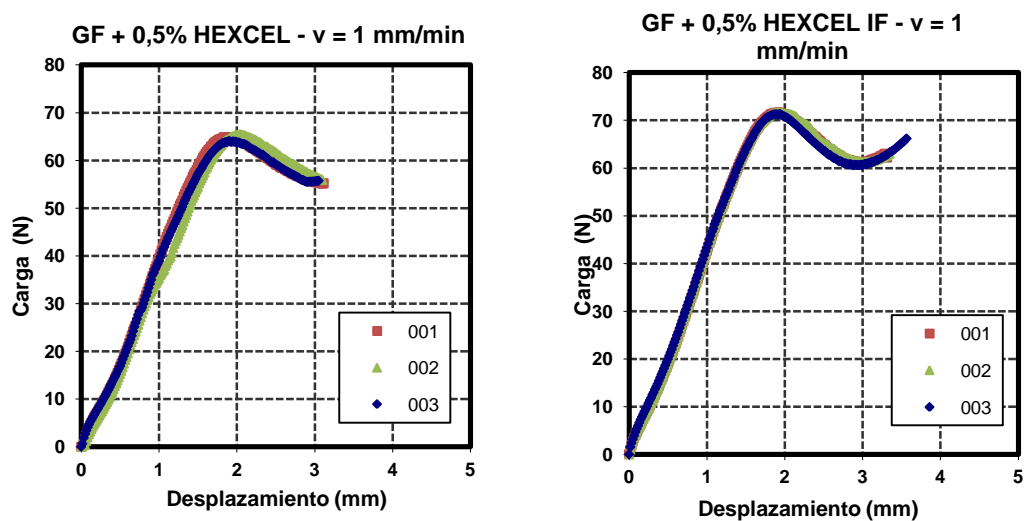 GF + 0,5% HEXCEL - v = 1 mm/min
80
70
60
50
40
30
20
10
0
Carga (N)
0 1 2 3 4 5
Desplazamiento (mm)
001
002
003
GF + 0,5% HEXCEL IF - v = 1
mm/min
80
70
60
50
40
30
20
10
0
Carga (N)
0 1 2 3 4 5
Desplazamiento (mm)
001
002
003